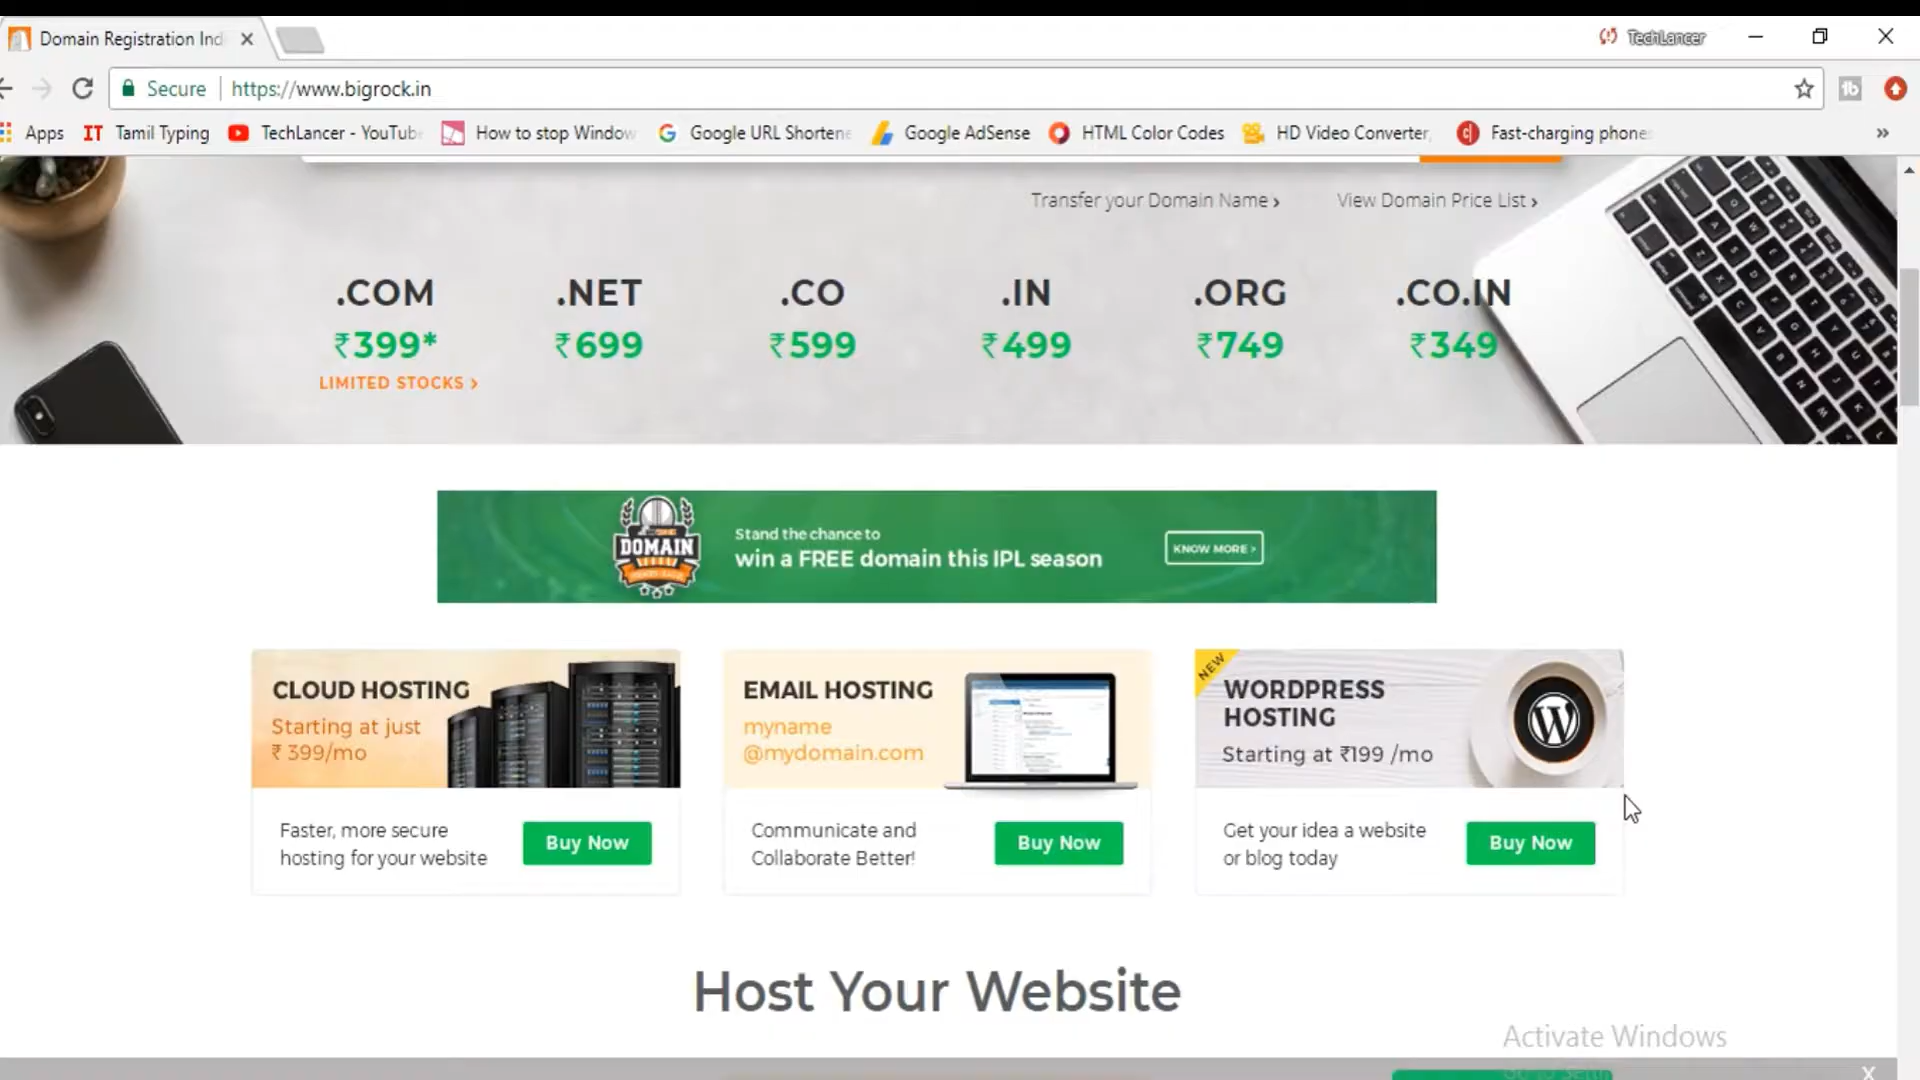 Domain Registration Ind
TechLancer
Secure
https://www.bigrock.in
Apps
IT
Tamil Typing
TechLancer - YouTub
How to stop Window
Google URL Shortene
Google AdSense
HTML Color Codes
HD Video Converter,
Fast-charging phone
»
Transfer your Domain Name ›
View Domain Price List ›
.COM
.NET
.CO
.IN
.ORG
.CO.IN
₹399*
₹699
₹599
₹499
₹749
₹349
LIMITED STOCKS ›
DOMAIN
Stand the chance to
win a FREE domain this IPL season
KNOW MORE ›
CLOUD HOSTING
Starting at just
₹ 399/mo
Faster, more secure
hosting for your website
Buy Now
EMAIL HOSTING
myname
@mydomain.com
Communicate and
Collaborate Better!
Buy Now
NEW
WORDPRESS
HOSTING
Starting at ₹199 /mo
Get your idea a website
or blog today
Buy Now
Host Your Website
Activate Windows
X